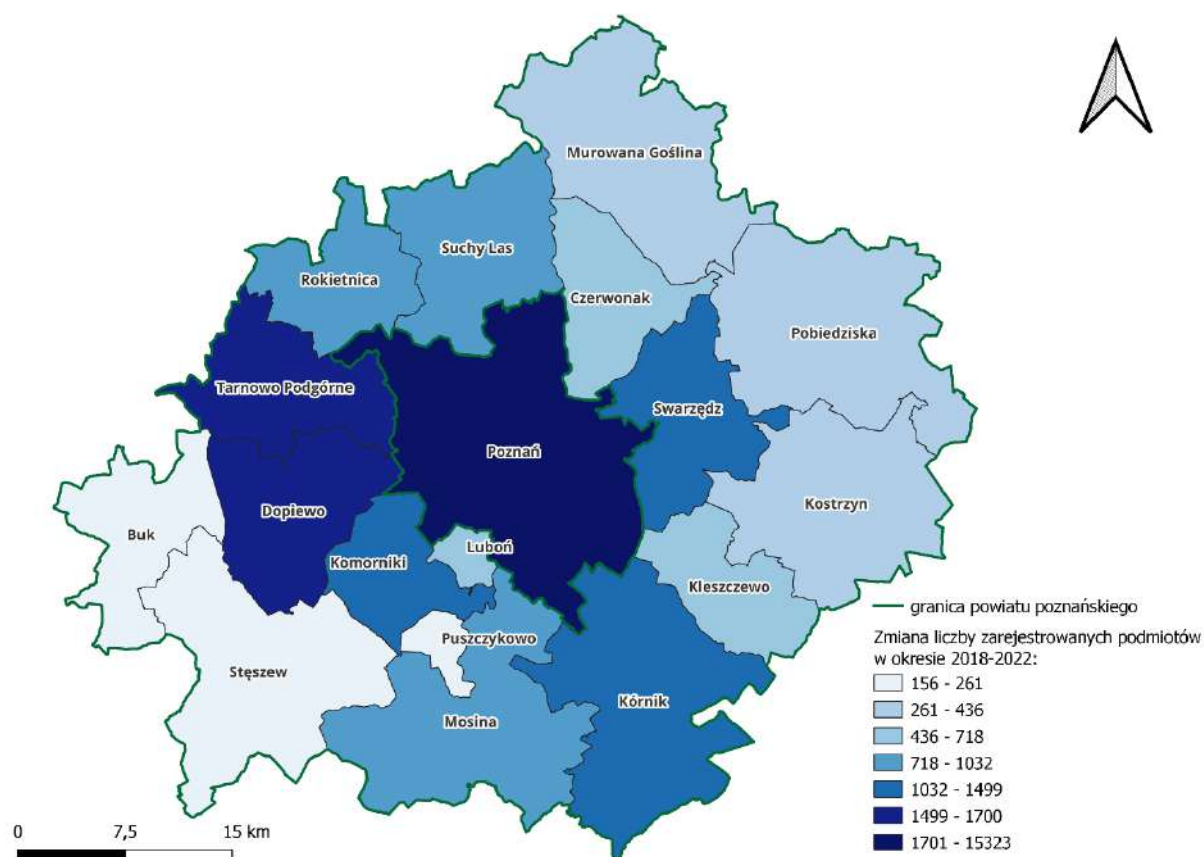 Murowana Goślina
Suchy Las
Rokietnica
Czerwonak
Pobiedziska
Tarnowo Podgórne
Swarzędz
Poznań
Kostrzyn
Dopiewo
Buk
Luboń
Komorniki
Kleszczewo
Puszczykowo
Stęszew
Kórnik
Mosina
granica powiatu poznańskiego
Zmiana liczby zarejestrowanych podmiotów
w okresie 2018-2022:
156 - 261
261 - 436
436 - 718
718 - 1032
1032 - 1499
1499 - 1700
1701 - 15323
0 7,5 15 km